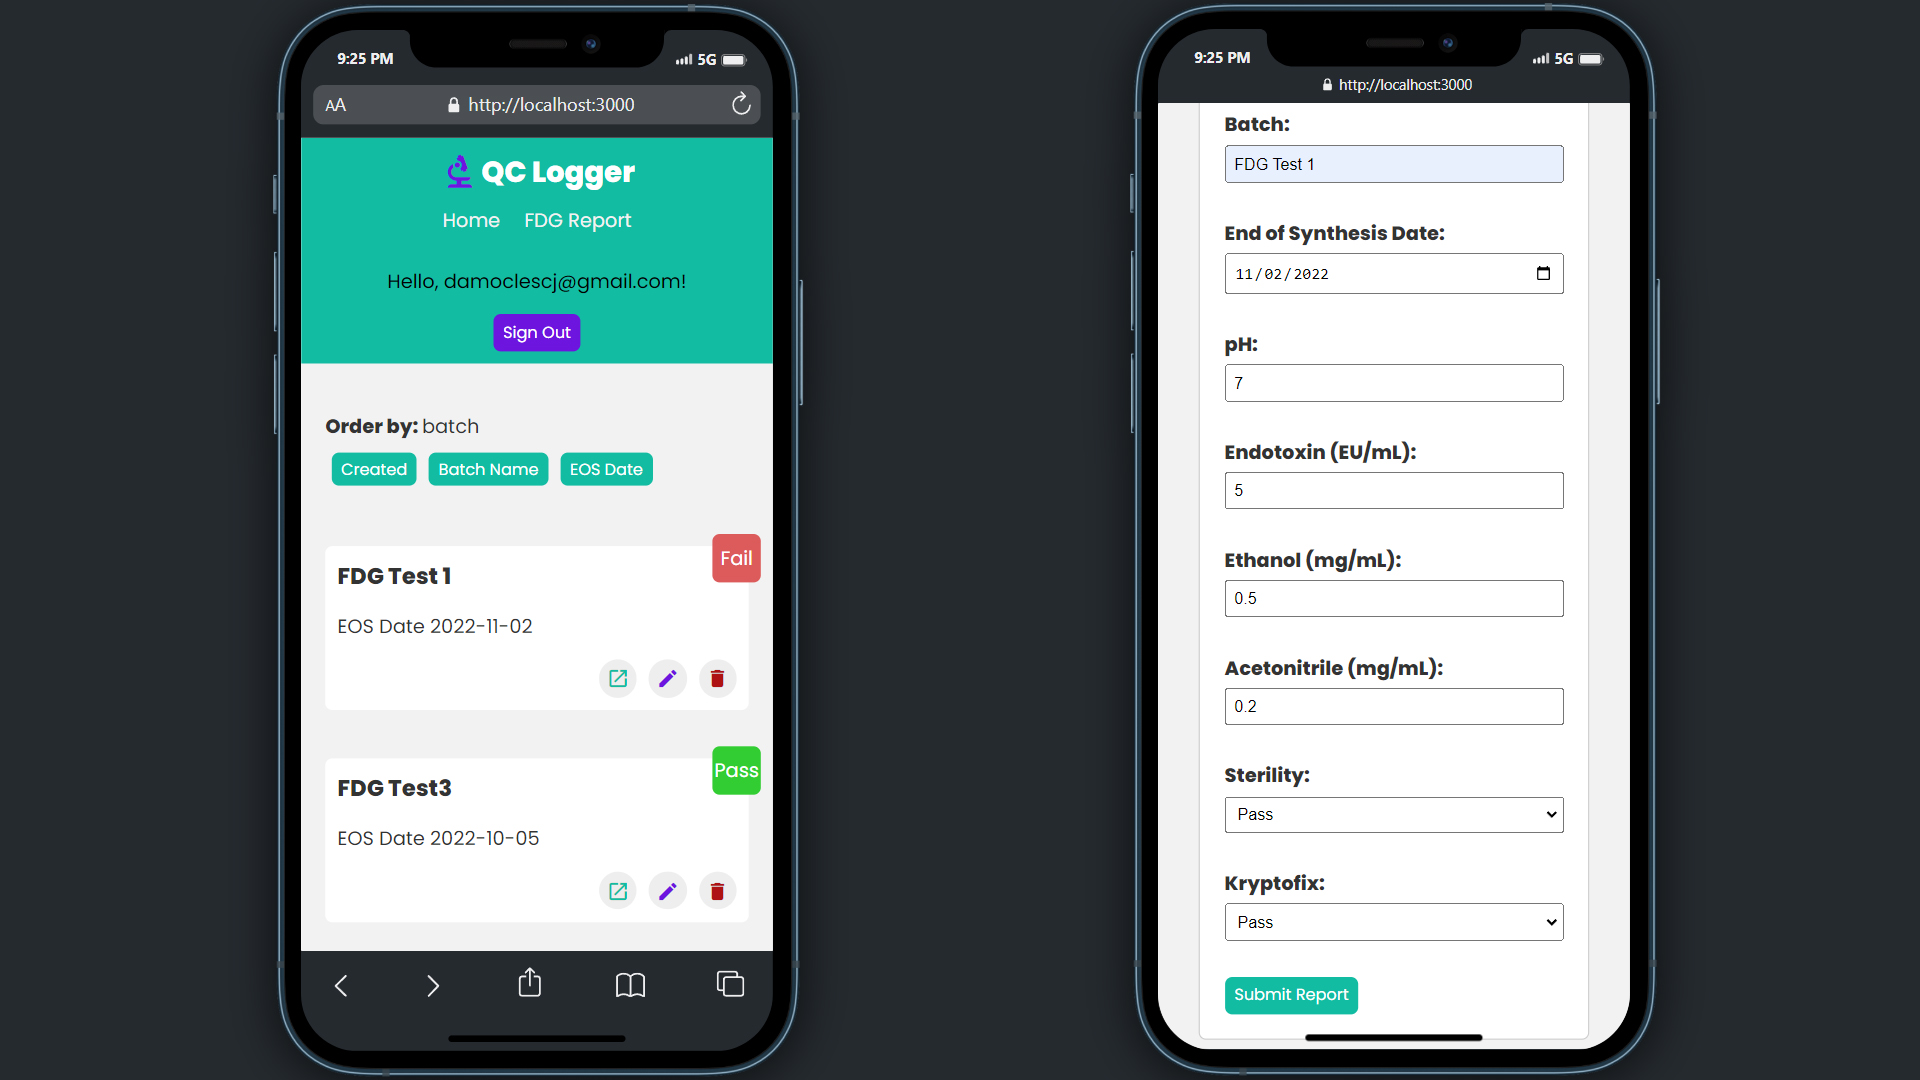 9:25 PM
5G
AA
http://localhost:3000
QC Logger
Home FDG Report
Hello, damoclescj@gmail.com!
Sign Out
Order by: batch
Created Batch Name EOS Date
Fail
FDG Test 1
EOS Date 2022-11-02
Pass
FDG Test3
EOS Date 2022-10-05
9:25 PM
5G
http://localhost:3000
Batch:
FDG Test 1
End of Synthesis Date:
11/02/2022
pH:
7
Endotoxin (EU/mL):
5
Ethanol (mg/mL):
0.5
Acetonitrile (mg/mL):
0.2
Sterility:
Pass
Kryptofix:
Pass
Submit Report